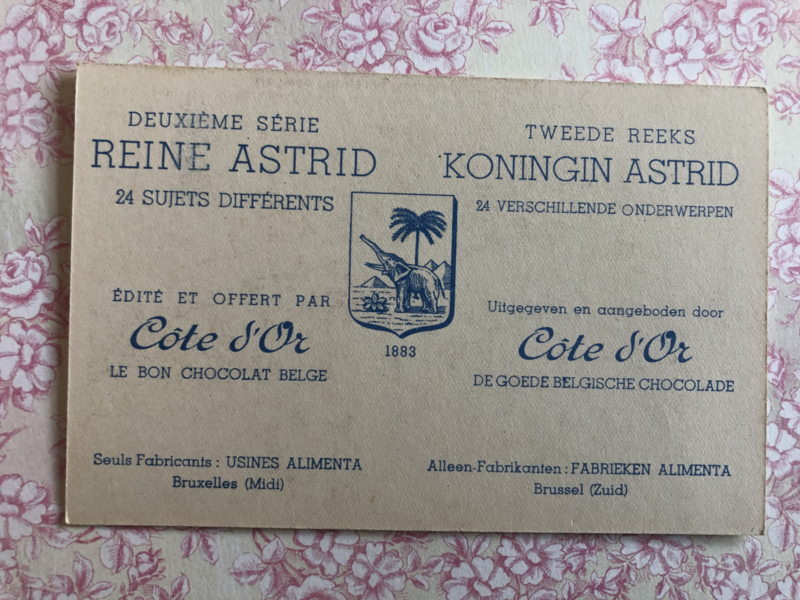 DEUXIÈME SÉRIE
REINE ASTRID
24 SUJETS DIFFÉRENTS
ÉDITÉ ET OFFERT PAR
Côte d'Or
LE BON CHOCOLAT BELGE
Seuls Fabricants : USINES ALIMENTA
Bruxelles (Midi)
1883
TWEEDE REEKS
KONINGIN ASTRID
24 VERSCHILLENDE ONDERWERPEN
Uitgegeven en aangeboden door
Côte d'Or
DE GOEDE BELGISCHE CHOCOLADE
Alleen-Fabrikanten : FABRIEKEN ALIMENTA
Brussel (Zuid)